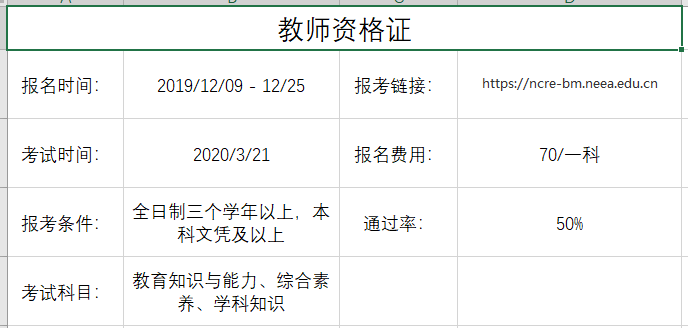 教师资格证
报名时间： 2019/12/09 - 12/25 报考链接： https://ncre-bm.neea.edu.cn
考试时间： 2020/3/21 报名费用： 70/一科
报考条件： 全日制三个学年以上，本
科文凭及以上 通过率： 50%
考试科目： 教育知识与能力、综合素
养、学科知识